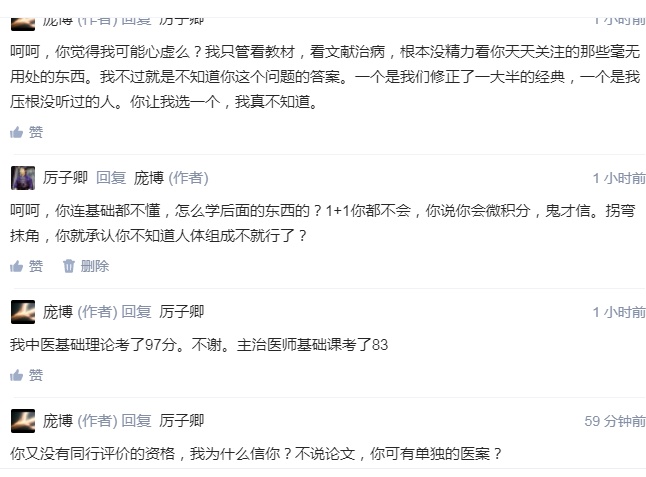 庞博 (作者) 回复 厉子卿 1 小时前
呵呵，你觉得我可能心虚么？我只管看教材，看文献治病，根本没精力看你天天关注的那些毫无
用处的东西。我不过就是不知道你这个问题的答案。一个是我们修正了一大半的经典，一个是我
压根没听过的人。你让我选一个，我真不知道。
赞
厉子卿 回复 庞博 (作者) 1 小时前
呵呵，你连基础都不懂，怎么学后面的东西的？1+1你都不会，你说你会微积分，鬼才信。拐弯
抹角，你就承认你不知道人体组成不就行了？
赞 删除
庞博 (作者) 回复 厉子卿 1 小时前
我中医基础理论考了97分。不谢。主治医师基础课考了83
赞
庞博 (作者) 回复 厉子卿 59 分钟前
你又没有同行评价的资格，我为什么信你？不说论文，你可有单独的医案？